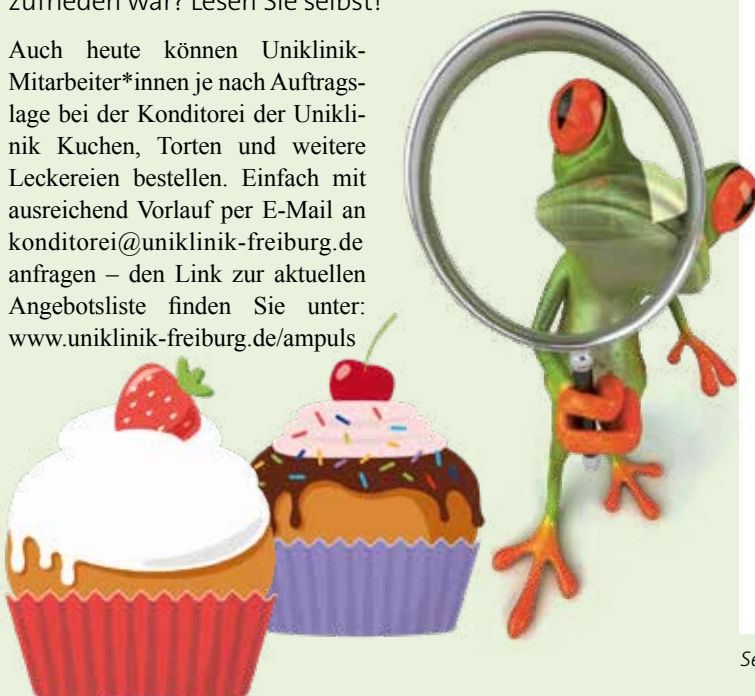 zufrieden war? Lesen Sie selbst!
Auch heute können Uniklinik-
Mitarbeiter*innen je nach Auftrags-
lage bei der Konditorei der Unikli-
nik Kuchen, Torten und weitere
Leckereien bestellen. Einfach mit
ausreichend Vorlauf per E-Mail an
konditorei@uniklinik-freiburg.de
anfragen – den Link zur aktuellen
Angebotsliste finden Sie unter:
www.uniklinik-freiburg.de/ampuls